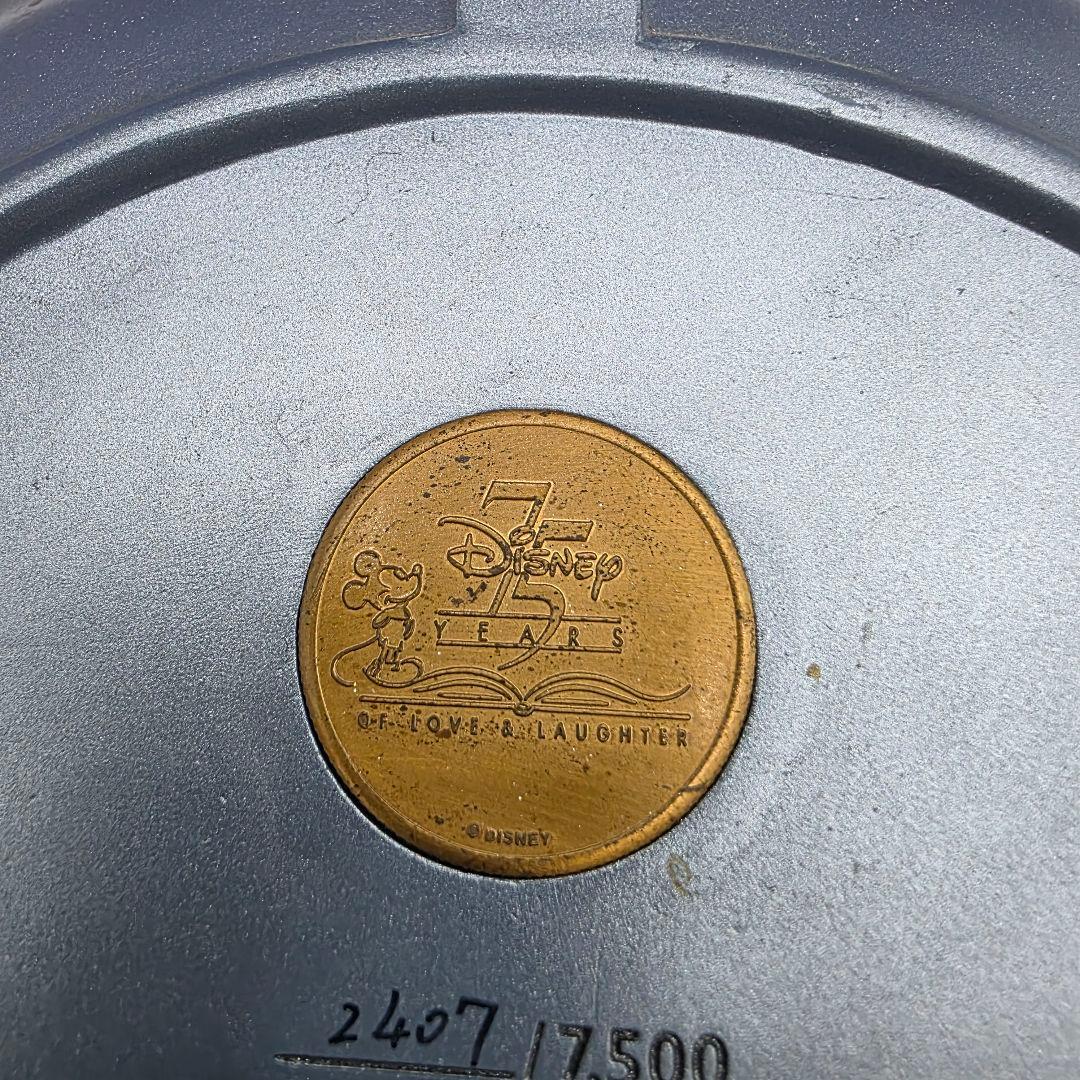 75
Disney
YEARS
OF LOVE & LAUGHTER
© DISNEY
2407 / 7,500